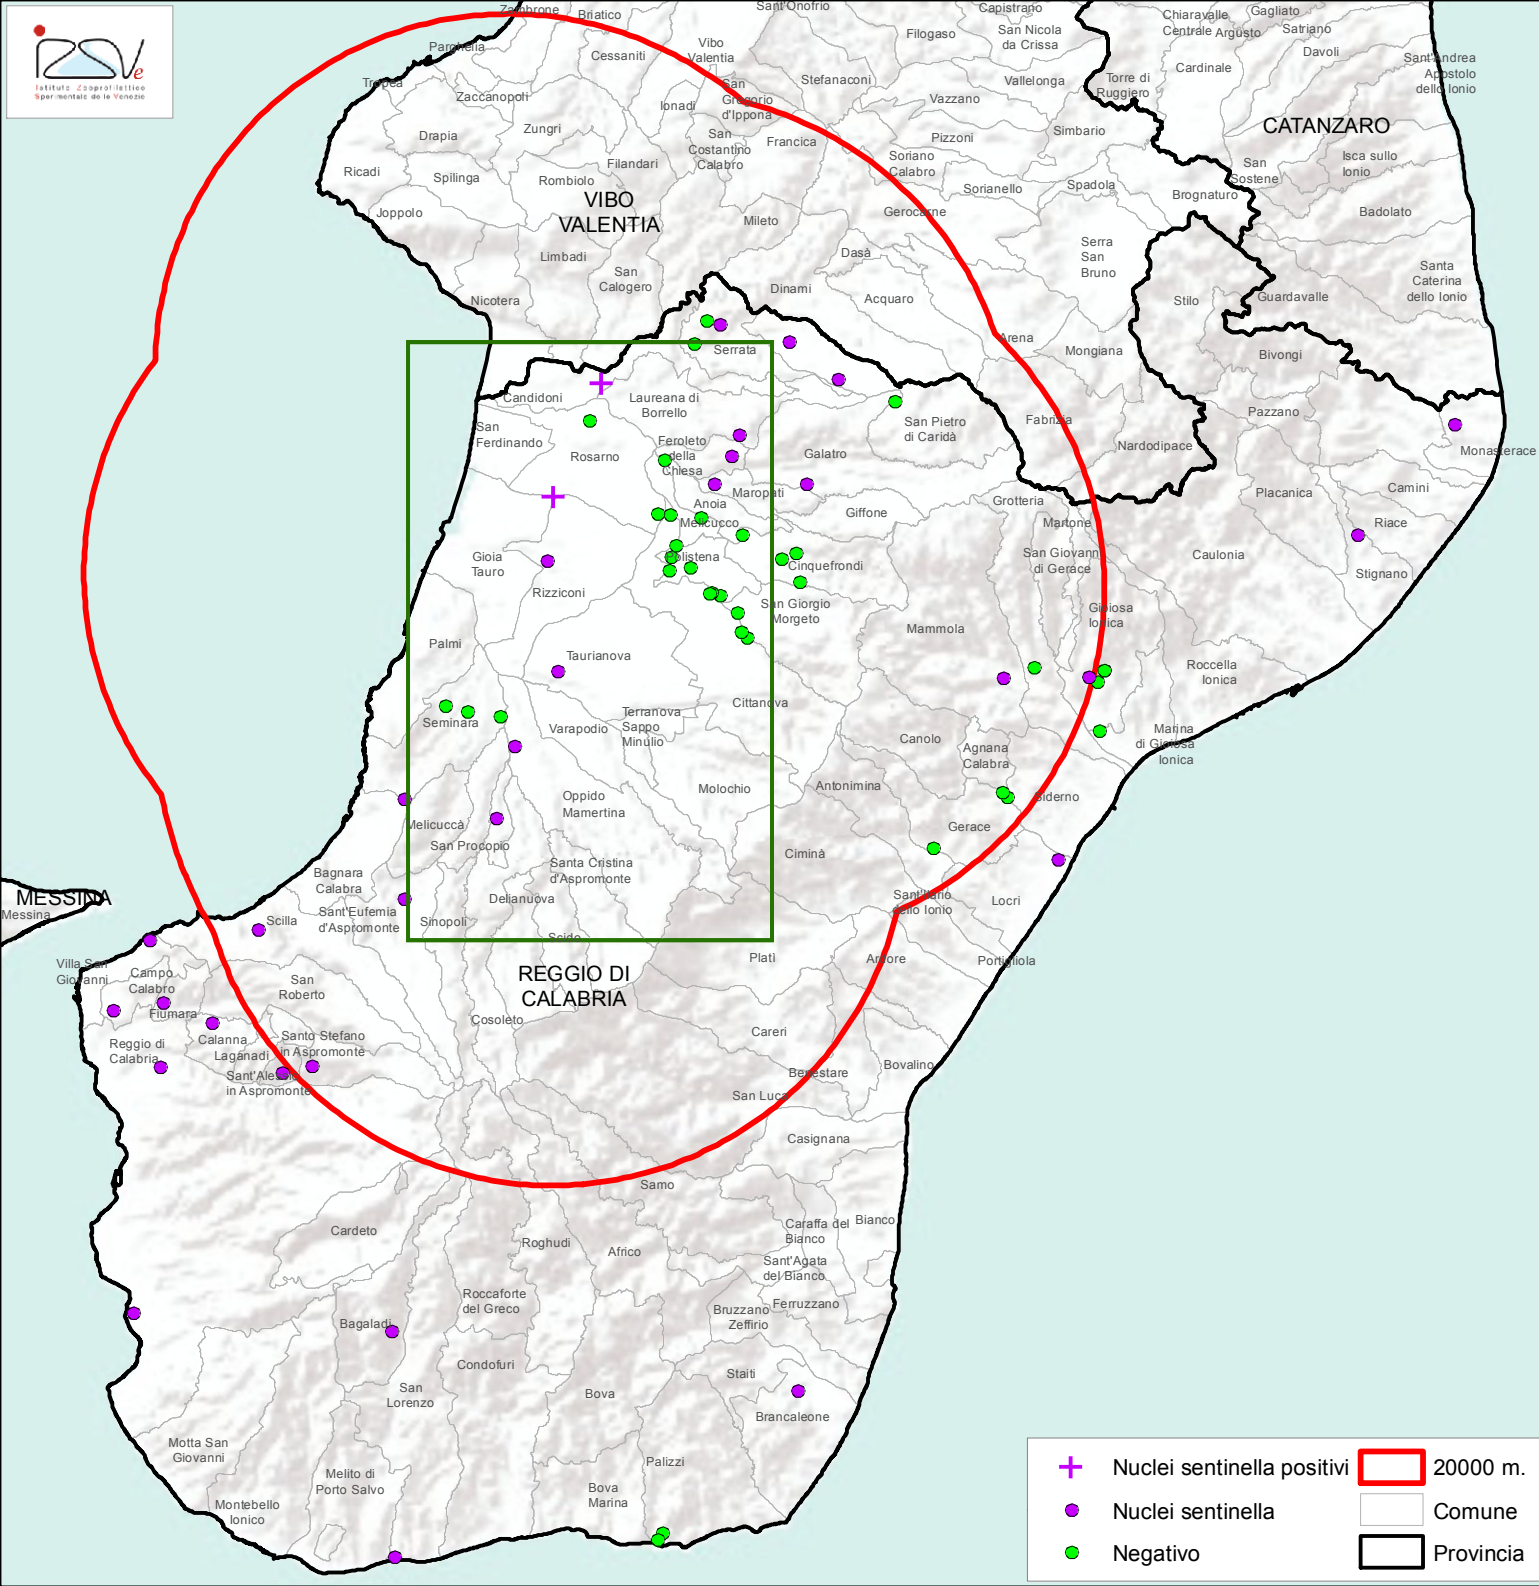 IZSVe
Istituto Zooprofilattico
Sperimentale delle Venezie
Zambrone
Briatico
Sant'Onofrio
Capistrano
Chiaravalle
Centrale
Gagliato
Argusto
Satriano
Davoli
Parghelia
Cessaniti
Vibo
Valentia
Filogaso
San Nicola
da Crissa
Cardinale
Sant'Andrea
Apostolo
dello Ionio
Tropea
Zaccanopoli
Ionadi
San
Gregorio
d'Ippona
Stefanaconi
Vallelonga
Torre di
Ruggiero
Vazzano
CATANZARO
Drapia
Zungri
San
Costantino
Calabro
Francica
Pizzoni
Simbario
Ricadi
Spilinga
Filandari
Rombiolo
Soriano
Calabro
Sorianello
Spadola
San
Sostene
Isca sullo
Ionio
Brognaturo
Joppolo
VIBO
VALENTIA
Mileto
Gerocarne
Badolato
Limbadi
San
Calogero
Dasà
Serra
San
Bruno
Santa
Caterina
dello Ionio
Nicotera
Dinami
Acquaro
Stilo
Guardavalle
Serrata
Arena
Mongiana
Bivongi
Candidoni
Laureana di
Borrello
San
Ferdinando
San Pietro
di Caridà
Fabrizia
Pazzano
Rosarno
Feroleto
della
Chiesa
Galatro
Nardodipace
Monasterace
Maropati
Anoia
Giffone
Grotteria
Placanica
Camini
Melicucco
Martone
Riace
Gioia
Tauro
Polistena
Cinquefrondi
San Giovanni
di Gerace
Caulonia
Stignano
Rizziconi
San Giorgio
Morgeto
Gioiosa
Ionica
Palmi
Mammola
Taurianova
Roccella
Ionica
Seminara
Varapodio
Terranova
Sappo
Minulio
Cittanova
Canolo
Agnana
Calabra
Marina
di Gioiosa
Ionica
Oppido
Mamertina
Molochio
Antonimina
Siderno
Melicuccà
San Procopio
Gerace
Santa Cristina
d'Aspromonte
Ciminà
Bagnara
Calabra
MESSINA
Messina
Delianuova
Sant'Ilario
dello Ionio
Locri
Scilla
Sant'Eufemia
d'Aspromonte
Sinopoli
Scido
Platì
Ardore
Portigliola
Villa San
Giovanni
Campo
Calabro
San
Roberto
REGGIO DI
CALABRIA
Fiumara
Cosoleto
Careri
Reggio di
Calabria
Calanna
Laganadi
Santo Stefano
in Aspromonte
Sant'Alessio
in Aspromonte
Benestare
Bovalino
San Luca
Casignana
Samo
Cardeto
Roghudi
Africo
Caraffa del
Bianco
Bianco
Sant'Agata
del Bianco
Roccaforte
del Greco
Bruzzano
Zeffirio
Ferruzzano
Bagaladi
Condofuri
Staiti
San
Lorenzo
Bova
Brancaleone
Motta San
Giovanni
Melito di
Porto Salvo
Palizzi
Bova
Marina
Montebello
Ionico
Nuclei sentinella positivi
20000 m.
Nuclei sentinella
Comune
Negativo
Provincia